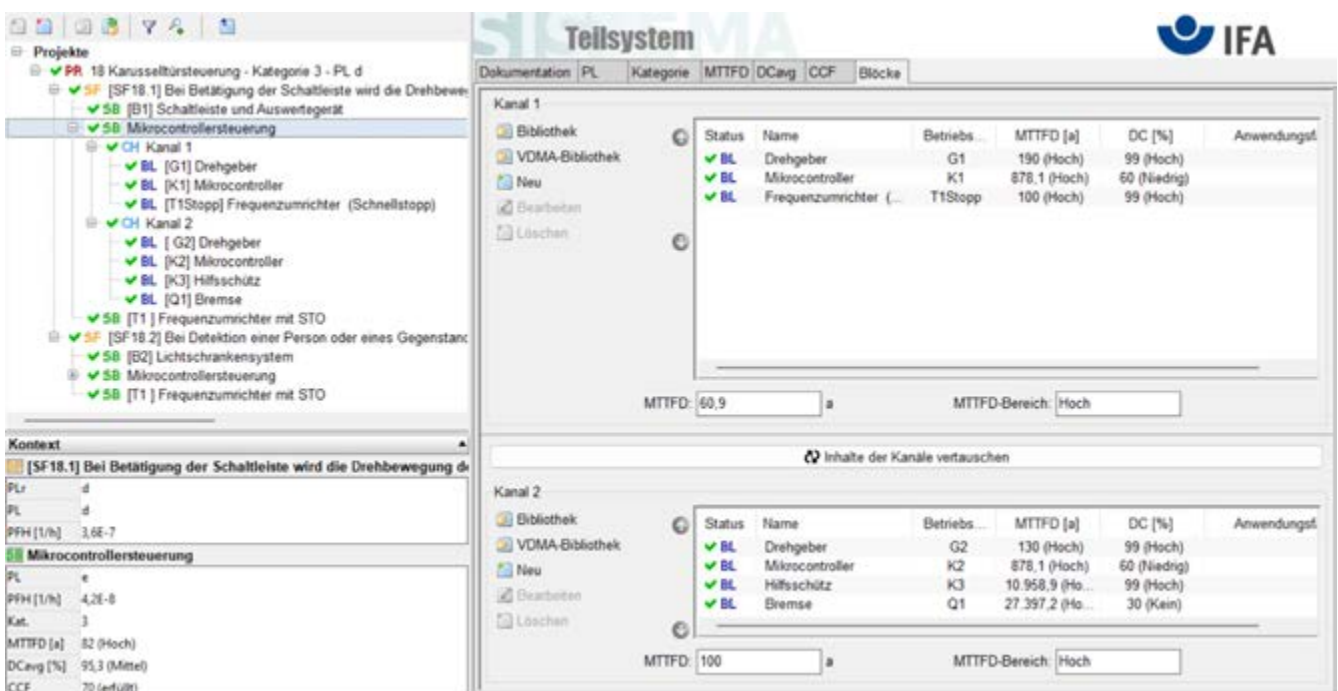 Projekte
PR 18 Karusselltürsteuerung - Kategorie 3 - PL d
SF [SF18.1] Bei Betätigung der Schaltleiste wird die Drehbewe
SB [B1] Schaltleiste und Auswertegerät
SB Mikrocontrollersteuerung
CH Kanal 1
BL [G1] Drehgeber
BL [K1] Mikrocontroller
BL [T1Stopp] Frequenzumrichter (Schnellstopp)
CH Kanal 2
BL [ G2] Drehgeber
BL [K2] Mikrocontroller
BL [K3] Hilfsschütz
BL [Q1] Bremse
SB [T1 ] Frequenzumrichter mit STO
SF [SF18.2] Bei Detektion einer Person oder eines Gegenstand
SB [B2] Lichtschrankensystem
SB Mikrocontrollersteuerung
SB [T1 ] Frequenzumrichter mit STO
Kontext
[SF18.1] Bei Betätigung der Schaltleiste wird die Drehbewegung de
PLr d
PL d
PFH [1/h] 3,6E-7
SB Mikrocontrollersteuerung
PL e
PFH [1/h] 4,2E-8
Kat. 3
MTTFD [a] 82 (Hoch)
DCavg [%] 95,3 (Mittel)
CCF 70 (erfüllt)
SISTEMA
Teilsystem
IFA
Dokumentation PL Kategorie MTTFD DCavg CCF Blöcke
Kanal 1
Bibliothek
VDMA-Bibliothek
Neu
Bearbeiten
Löschen
Status Name Betriebs... MTTFD [a] DC [%] Anwendungsf
BL Drehgeber G1 190 (Hoch) 99 (Hoch)
BL Mikrocontroller K1 878,1 (Hoch) 60 (Niedrig)
BL Frequenzumrichter (... T1Stopp 100 (Hoch) 99 (Hoch)
MTTFD: 60,9 a MTTFD-Bereich: Hoch
Inhalte der Kanäle vertauschen
Kanal 2
Bibliothek
VDMA-Bibliothek
Neu
Bearbeiten
Löschen
Status Name Betriebs... MTTFD [a] DC [%] Anwendungsf
BL Drehgeber G2 130 (Hoch) 99 (Hoch)
BL Mikrocontroller K2 878,1 (Hoch) 60 (Niedrig)
BL Hilfsschütz K3 10.958,9 (Ho... 99 (Hoch)
BL Bremse Q1 27.397,2 (Ho... 30 (Kein)
MTTFD: 100 a MTTFD-Bereich: Hoch